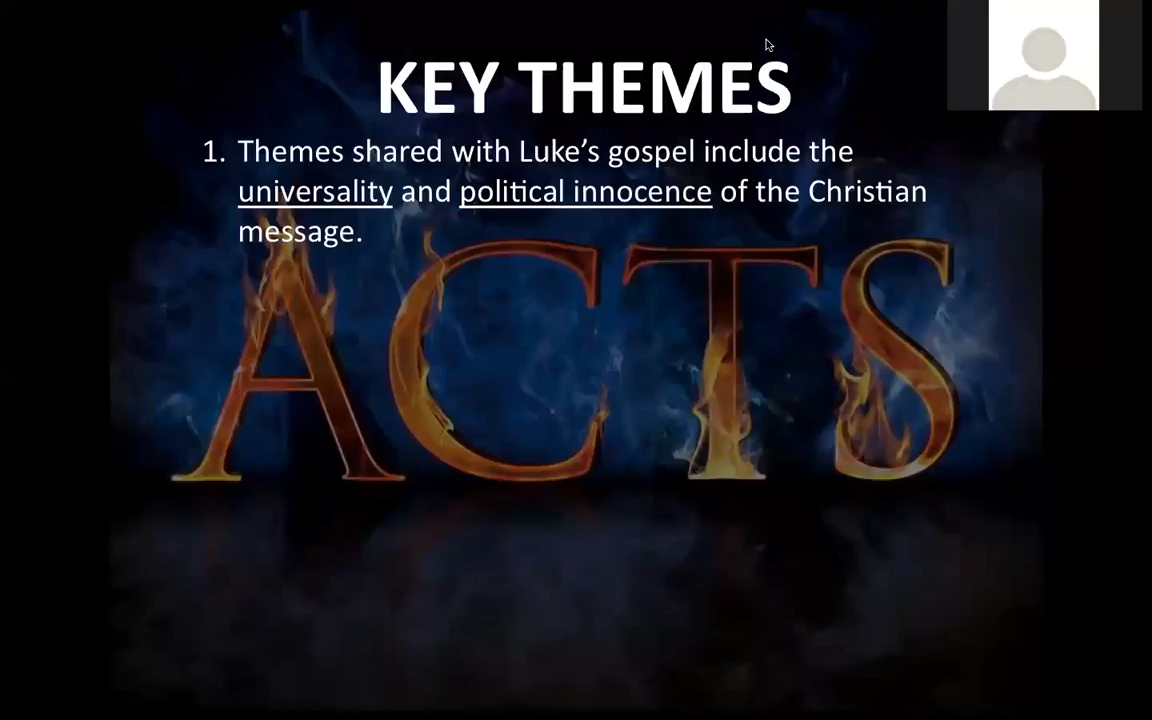 KEY THEMES
1. Themes shared with Luke’s gospel include the
universality and political innocence of the Christian
message.
ACTS